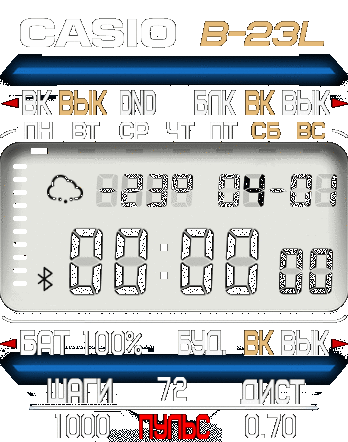 CASIO B-23L
ВК ВЫК DND БЛК ВК ВЫК
ПН ВТ СР ЧТ ПТ СБ ВС
-23° 04-01
00:00 00
БАТ 100% БУД. ВК ВЫК
ШАГИ 72 ДИСТ
1000 ПУЛЬС 0.70